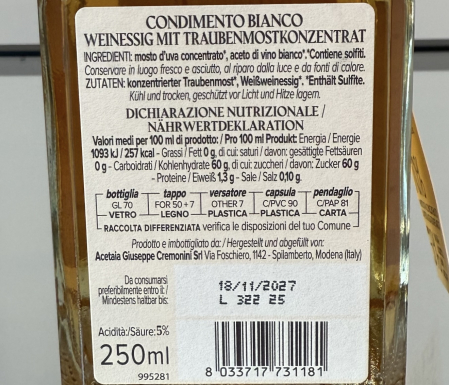 CONDIMENTO BIANCO
WEINESSIG MIT TRAUBENMOSTKONZENTRAT
INGREDIENTI: mosto d'uva concentrato*, aceto di vino bianco*. *Contiene solfiti.
Conservare in luogo fresco e asciutto, al riparo dalla luce e da fonti di calore.
ZUTATEN: konzentrierter Traubenmost*, Weißweinessig*, *Enthält Sulfite.
Kühl und trocken, geschützt vor Licht und Hitze lagern.
DICHIARAZIONE NUTRIZIONALE /
NÄHRWERTDEKLARATION
Valori medi per 100 ml di prodotto: / Pro 100 ml Produkt: Energia / Energie
1093 kJ / 257 kcal - Grassi / Fett 0 g, di cui: saturi / davon: gesättigte Fettsäuren
0 g - Carboidrati / Kohlenhydrate 60 g, di cui: zuccheri / davon: Zucker 60 g
- Proteine / Eiweiß 1,3 g - Sale / Salz 0,10 g.
bottiglia tappo versatore capsula pendaglio
GL 70 FOR 50 + 7 OTHER 7 C/PVC 90 C/PAP 81
VETRO LEGNO PLASTICA PLASTICA CARTA
RACCOLTA DIFFERENZIATA verifica le disposizioni del tuo Comune
Prodotto e imbottigliato da: / Hergestellt und abgefüllt von:
Acetaia Giuseppe Cremonini Srl Via Foschiero, 1142 - Spilamberto, Modena (Italy)
Da consumarsi
preferibilmente entro il: /
Mindestens haltbar bis:
18/11/2027
L 322 25
Acidità:/Säure: 5%
250ml
995281
8 033717 731181